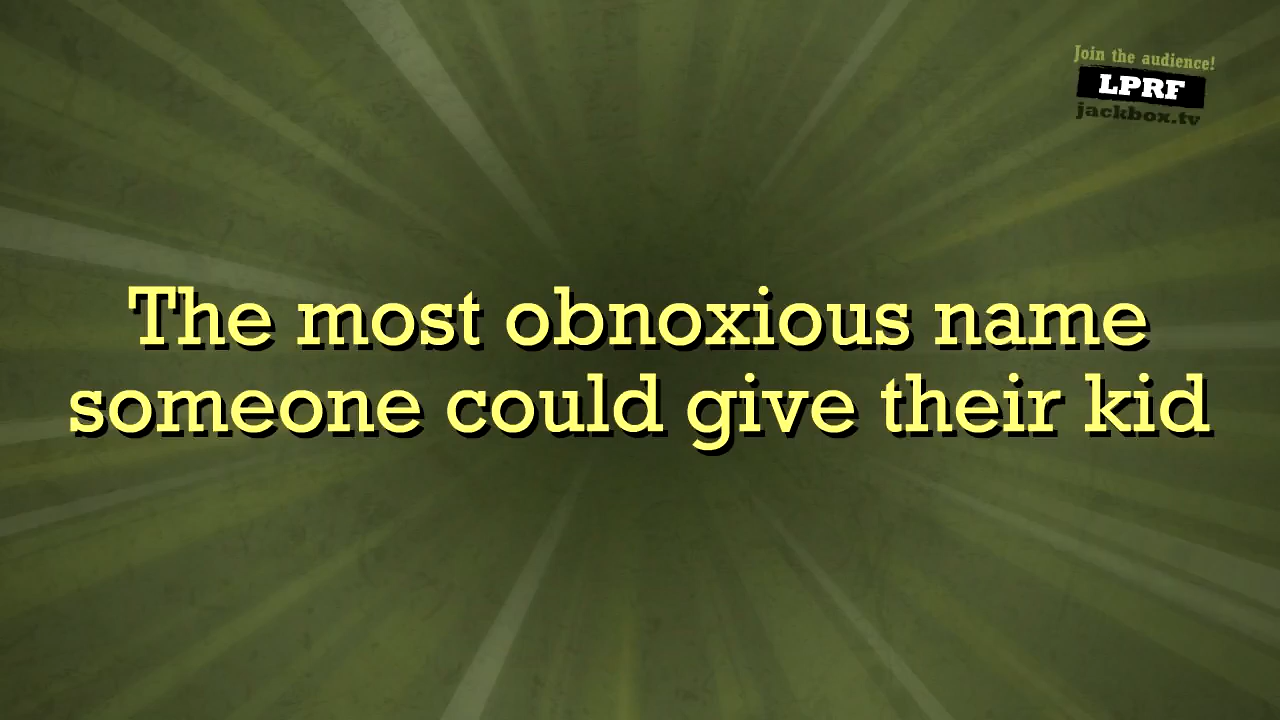 Join the audience!
LPRF
jackbox.tv
The most obnoxious name
someone could give their kid